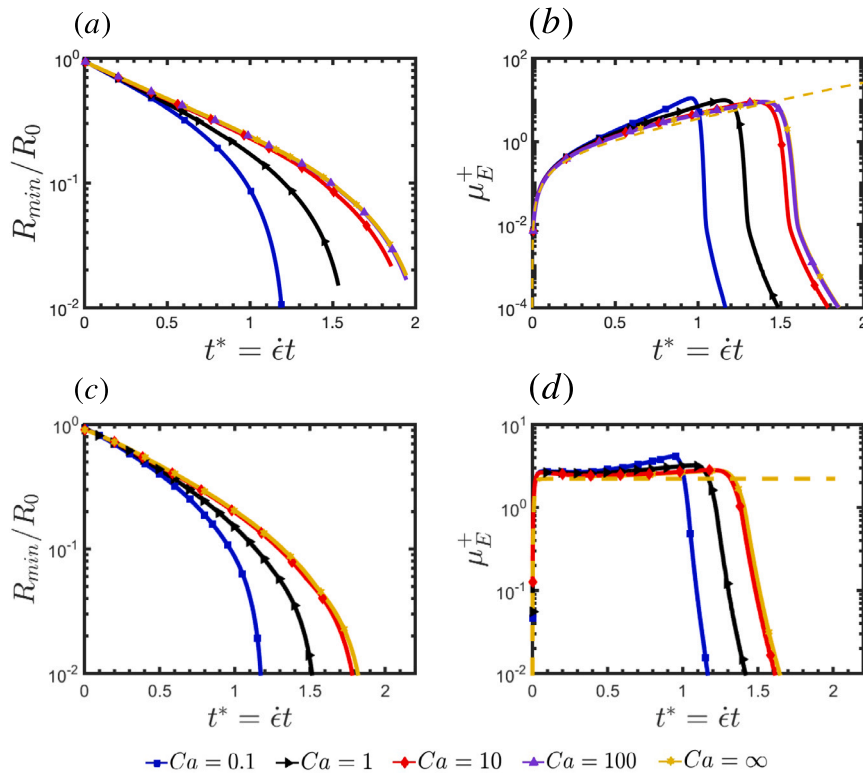 (a)
10^0
10^-1
10^-2
R_min/R_0
0 0.5 1 1.5 2
t* = ϵ̇t
(b)
10^2
10^0
10^-2
10^-4
μ_E^+
0 0.5 1 1.5 2
t* = ϵ̇t
(c)
10^0
10^-1
10^-2
R_min/R_0
0 0.5 1 1.5 2
t* = ϵ̇t
(d)
10^1
10^0
10^-1
10^-2
μ_E^+
0 0.5 1 1.5 2
t* = ϵ̇t
Ca = 0.1 Ca = 1 Ca = 10 Ca = 100 Ca = ∞